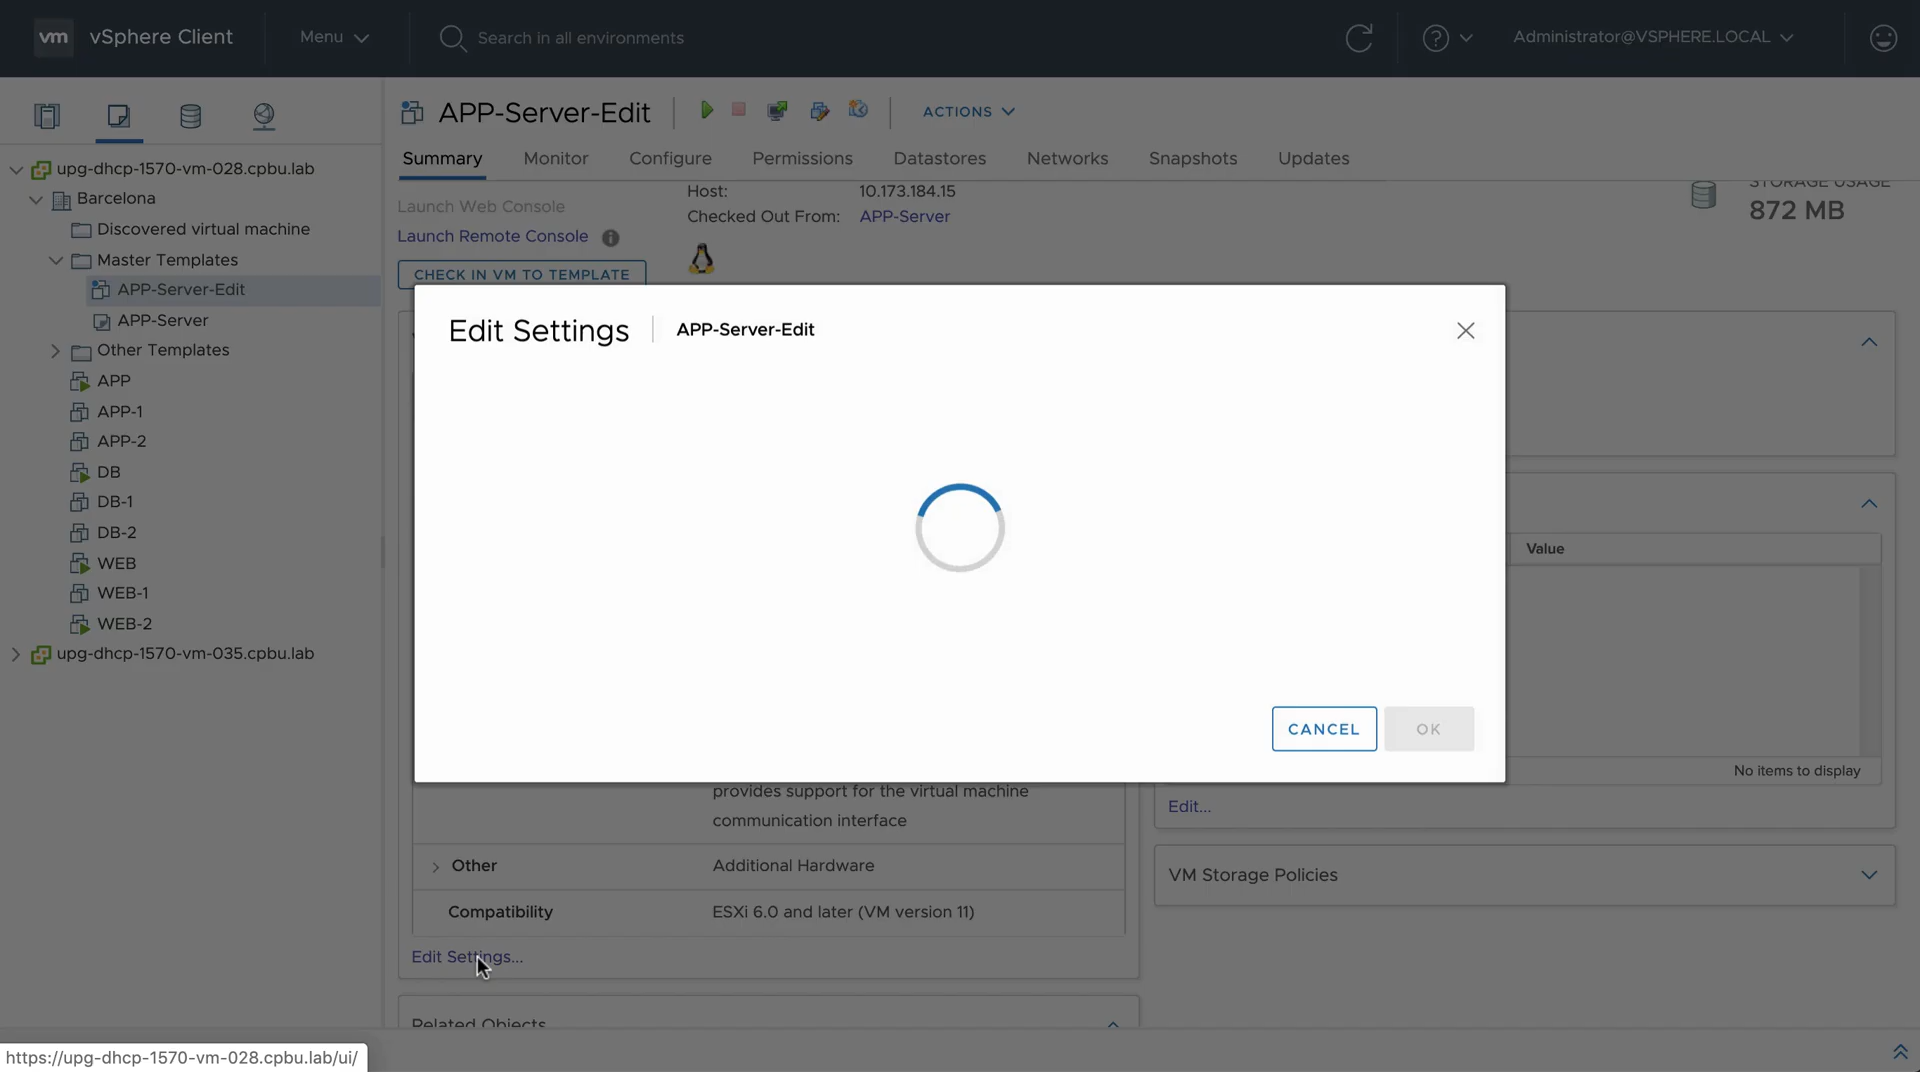 vm vSphere Client Menu Search in all environments Administrator@VSPHERE.LOCAL
APP-Server-Edit ACTIONS
Summary Monitor Configure Permissions Datastores Networks Snapshots Updates
upg-dhcp-1570-vm-028.cpbu.lab
Barcelona
Discovered virtual machine
Master Templates
APP-Server-Edit
APP-Server
Other Templates
APP
APP-1
APP-2
DB
DB-1
DB-2
WEB
WEB-1
WEB-2
upg-dhcp-1570-vm-035.cpbu.lab
Launch Web Console
Launch Remote Console
CHECK IN VM TO TEMPLATE
Host: 10.173.184.15
Checked Out From: APP-Server
STORAGE USAGE
872 MB
Edit Settings APP-Server-Edit
CANCEL OK
Value
No items to display
Edit...
VM Storage Policies
provides support for the virtual machine
communication interface
Other Additional Hardware
Compatibility ESXi 6.0 and later (VM version 11)
Edit Settings...
Related Objects
https://upg-dhcp-1570-vm-028.cpbu.lab/ui/